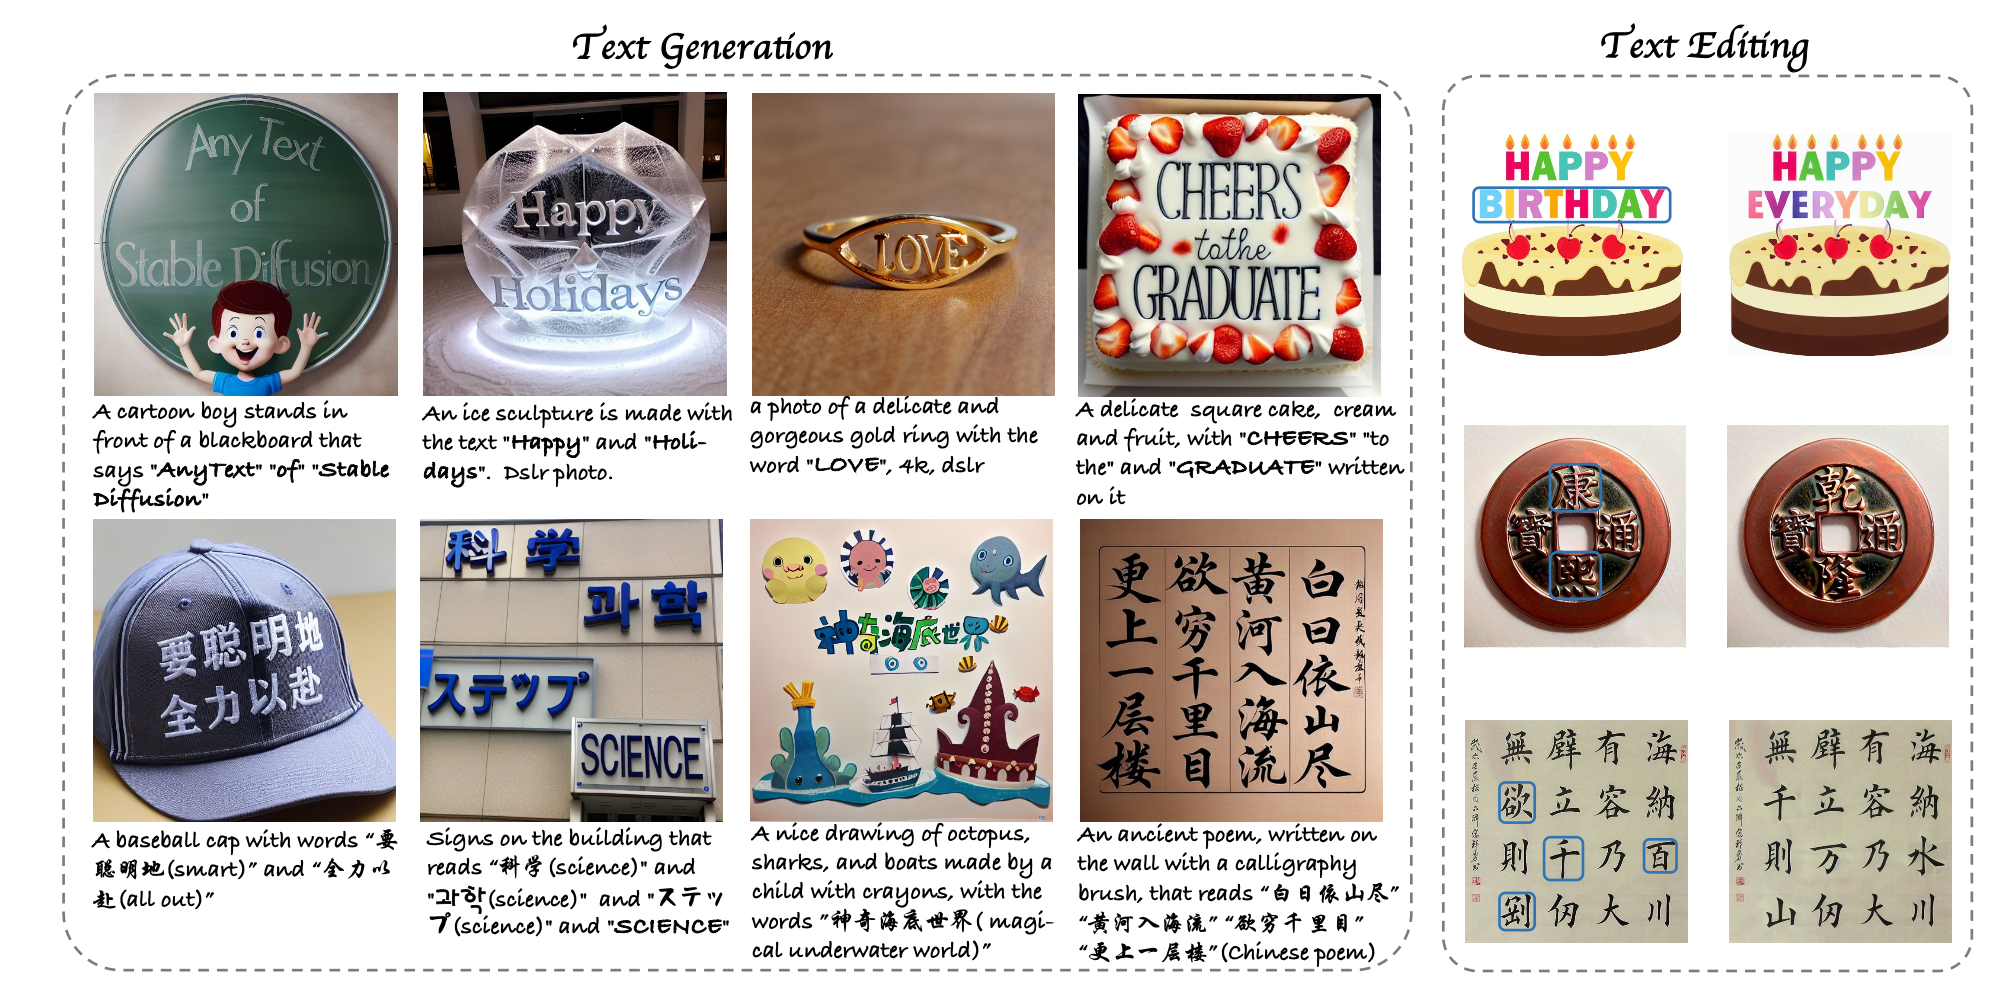 Text Generation
Any Text
of
Stable Diffusion
A cartoon boy stands in
front of a blackboard that
says "AnyText" "of" "Stable
Diffusion"
Happy
Holidays
An ice sculpture is made with
the text "Happy" and "Holi-
days". Dslr photo.
LOVE
a photo of a delicate and
gorgeous gold ring with the
word "LOVE", 4k, dslr
CHEERS
to the
GRADUATE
A delicate square cake, cream
and fruit, with "CHEERS" "to
the" and "GRADUATE" written
on it
要聪明地
全力以赴
A baseball cap with words “要
聪明地(smart)” and “全力以
赴(all out)”
科学
과학
ステップ
SCIENCE
Signs on the building that
reads “科学(science)" and
"과학(science)" and "ステッ
プ(science)" and "SCIENCE"
神奇海底世界
A nice drawing of octopus,
sharks, and boats made by a
child with crayons, with the
words ”神奇海底世界( magi-
cal underwater world)”
白日依山尽
黄河入海流
欲穷千里目
更上一层楼
An ancient poem, written on
the wall with a calligraphy
brush, that reads “白日依山尽”
“黄河入海流” “欲穷千里目”
“更上一层楼”(Chinese poem)
Text Editing
HAPPY
BIRTHDAY
HAPPY
EVERYDAY
康熙通寶
乾隆通寶
海納百川
有容乃大
壁立千仞
無欲則剛
海納水川
有容乃大
壁立万仞
無千則山